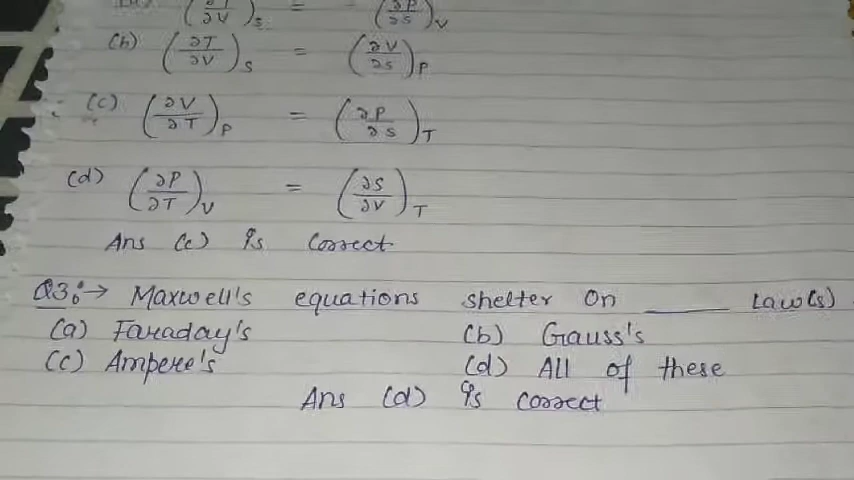 (∂T/∂V)s = - (∂P/∂S)V
(b) (∂T/∂V)S = (∂V/∂S)P
(c) (∂V/∂T)P = (∂P/∂S)T
(d) (∂P/∂T)V = (∂S/∂V)T
Ans (c) is correct
Q3:→ Maxwell's equations shelter on ______ Law(s)
(a) Faraday's (b) Gauss's
(c) Ampere's (d) All of these
Ans (d) is correct